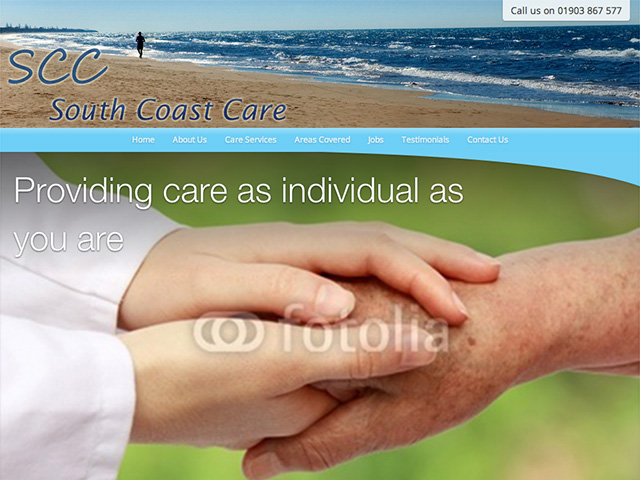 Call us on 01903 867 577
SCC
South Coast Care
Home About Us Care Services Areas Covered Jobs Testimonials Contact Us
Providing care as individual as
you are
fotolia